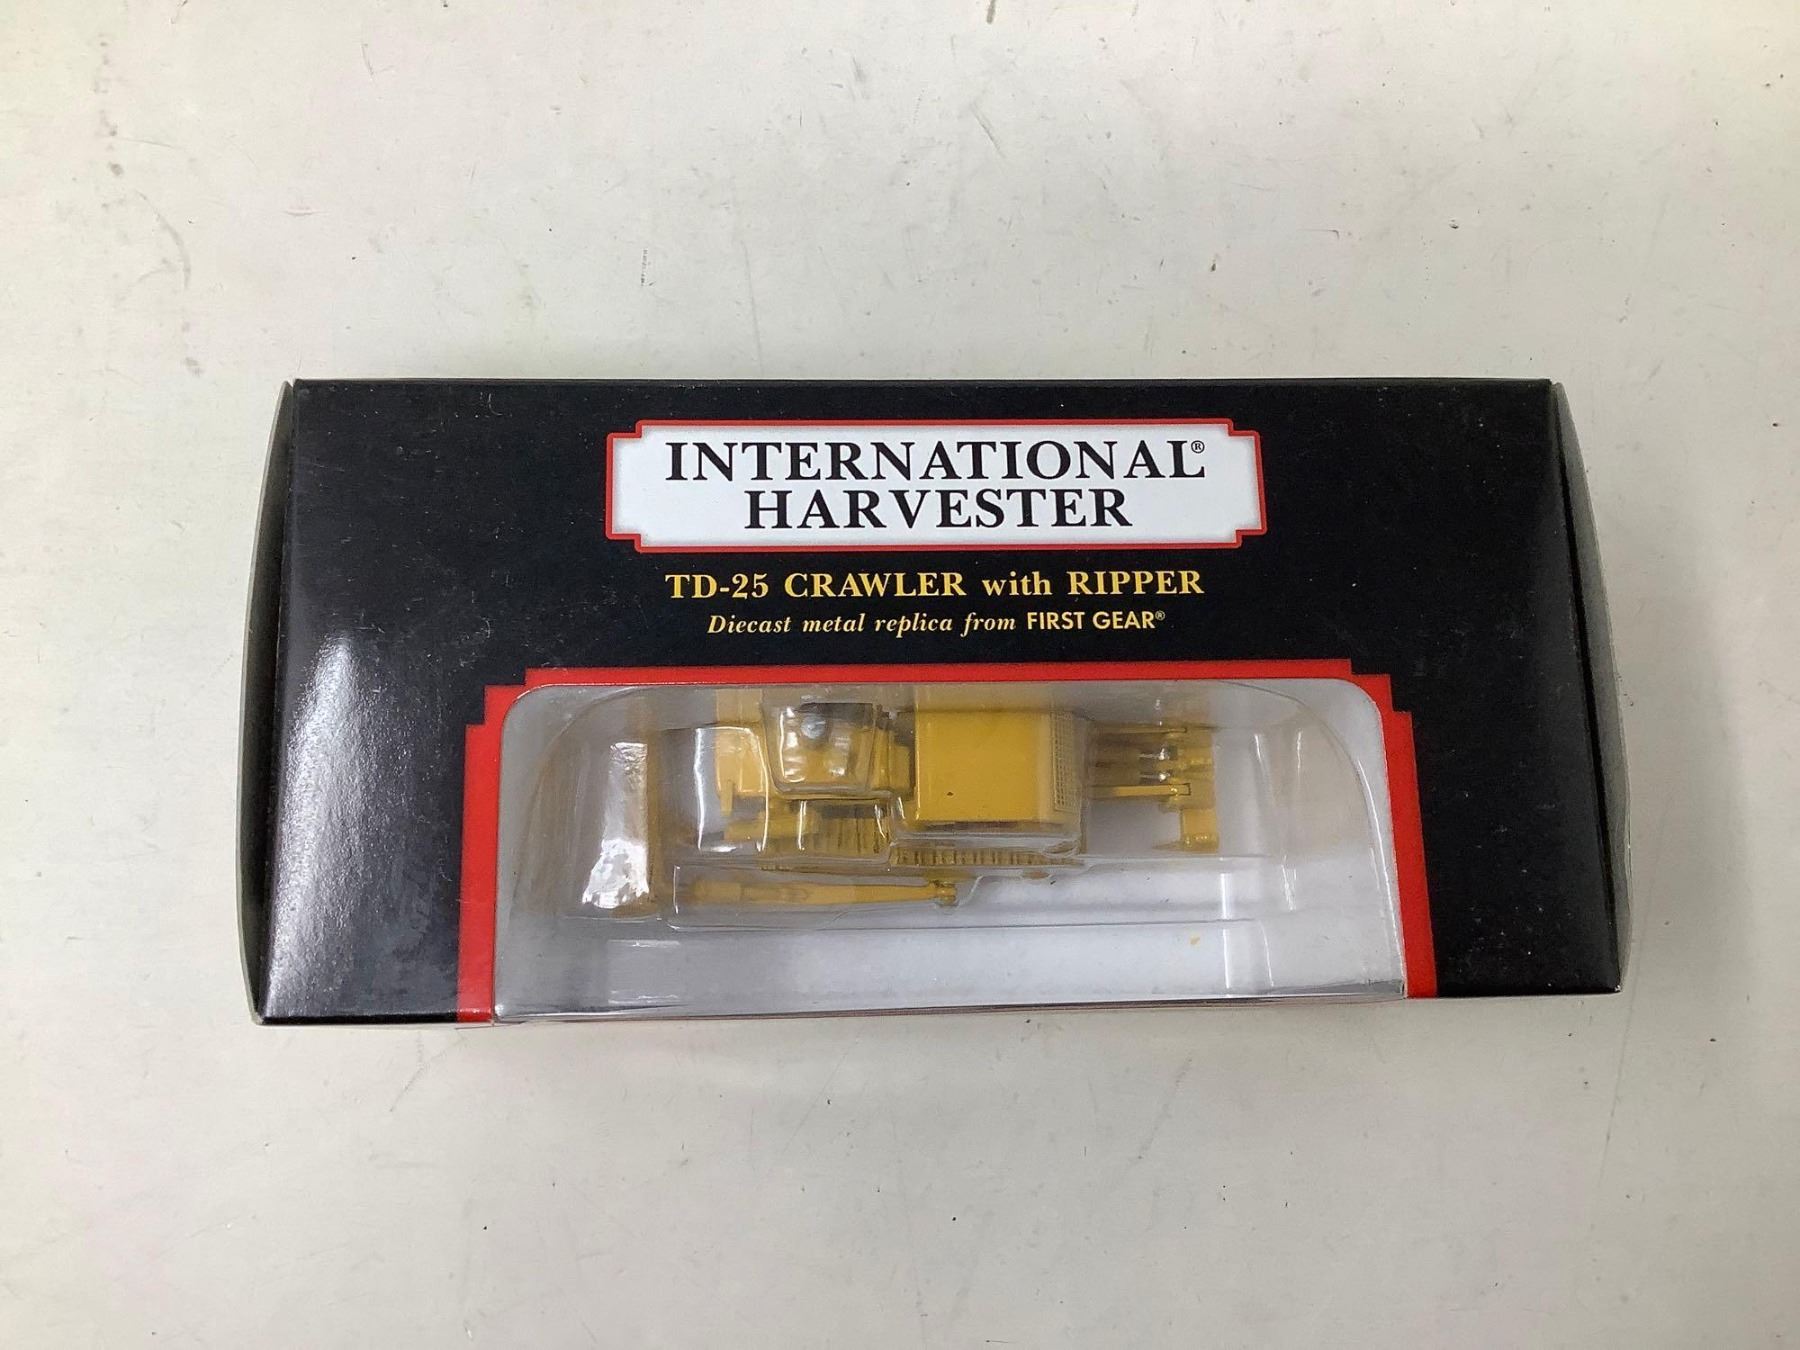 INTERNATIONAL®
HARVESTER
TD-25 CRAWLER with RIPPER
Diecast metal replica from FIRST GEAR®